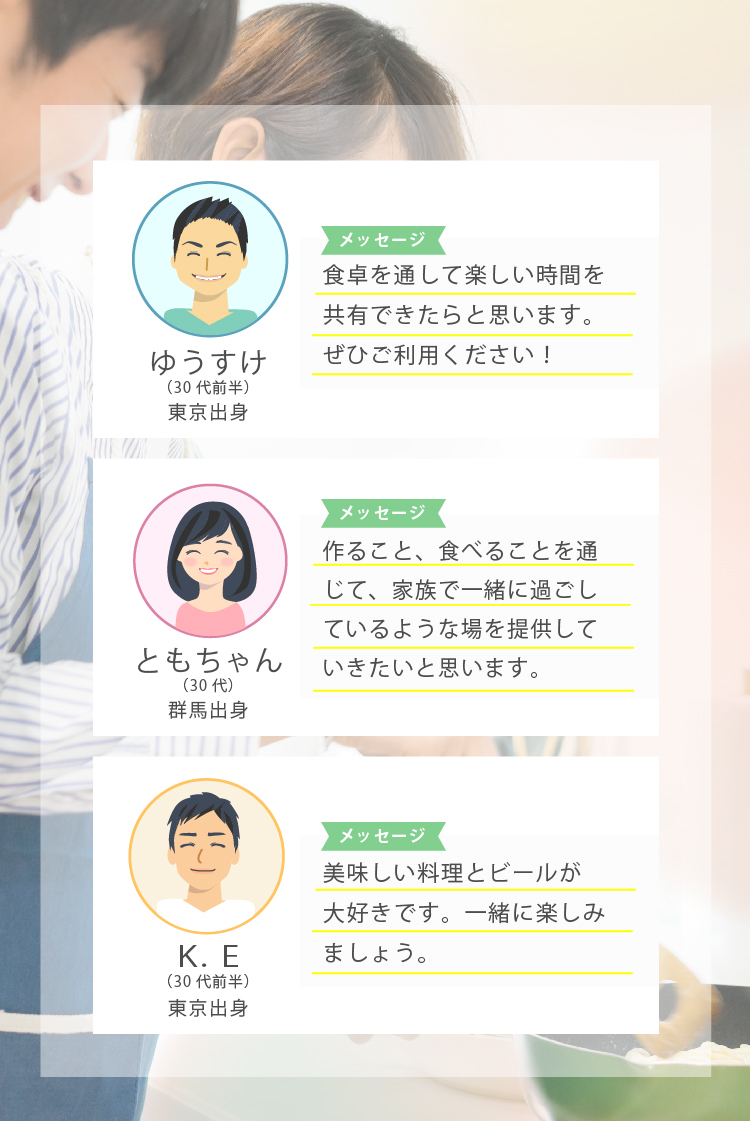 メッセージ
食卓を通して楽しい時間を
共有できたらと思います。
ぜひご利用ください！
ゆうすけ
（30 代前半）
東京出身
メッセージ
作ること、食べることを通
じて、家族で一緒に過ごし
ているような場を提供して
いきたいと思います。
ともちゃん
（30 代）
群馬出身
メッセージ
美味しい料理とビールが
大好きです。一緒に楽しみ
ましょう。
K. E
（30 代前半）
東京出身